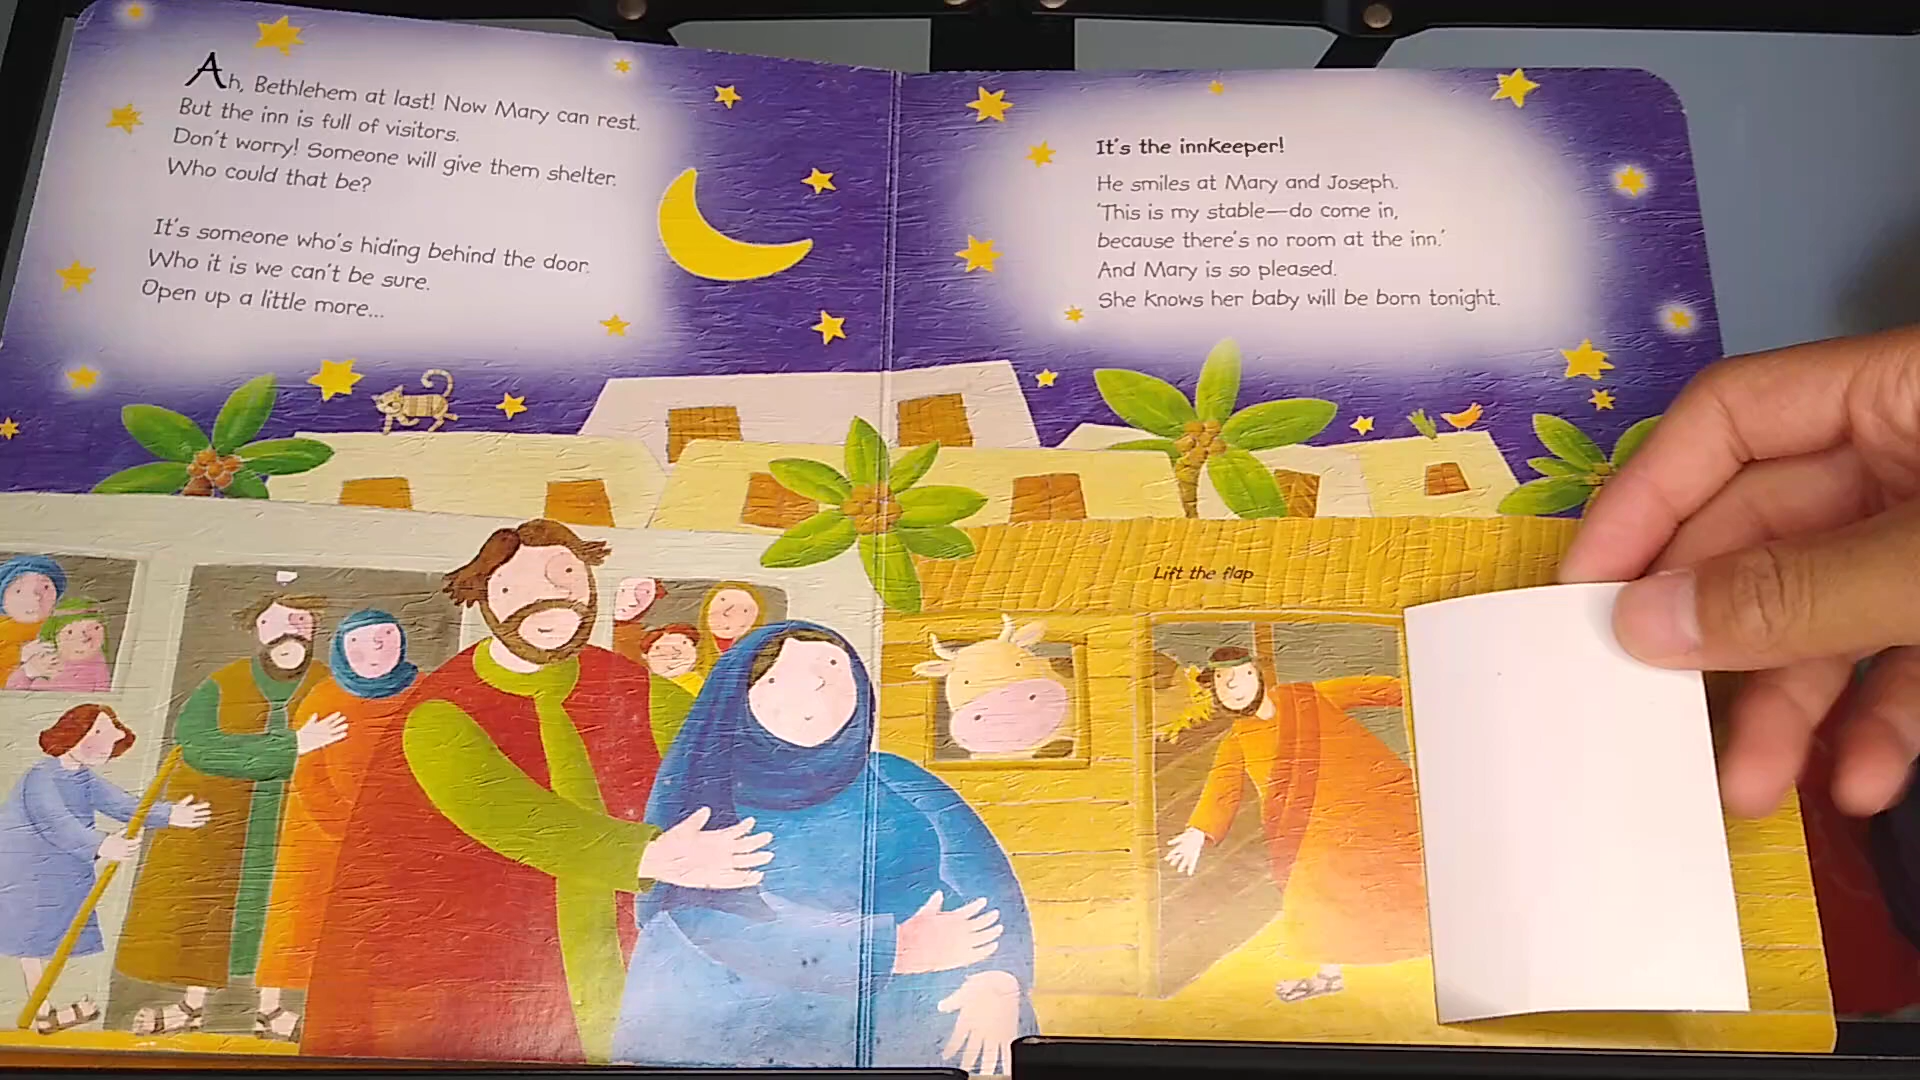 Ah, Bethlehem at last! Now Mary can rest.
But the inn is full of visitors.
Don't worry! Someone will give them shelter.
Who could that be?
It's someone who's hiding behind the door.
Who it is we can't be sure.
Open up a little more...
It's the innkeeper!
He smiles at Mary and Joseph.
'This is my stable—do come in,
because there's no room at the inn.'
And Mary is so pleased.
She knows her baby will be born tonight.
Lift the flap